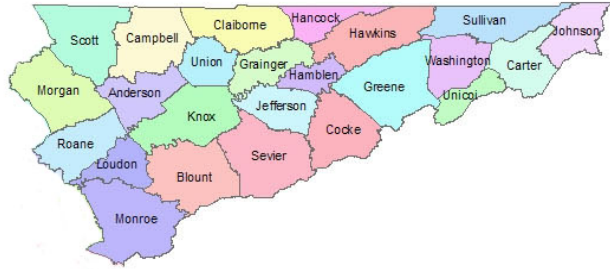 Hancock
Sullivan
Johnson
Scott
Campbell
Claiborne
Hawkins
Union
Grainger
Washington
Carter
Hamblen
Morgan
Anderson
Greene
Unicoi
Jefferson
Knox
Cocke
Roane
Loudon
Sevier
Blount
Monroe